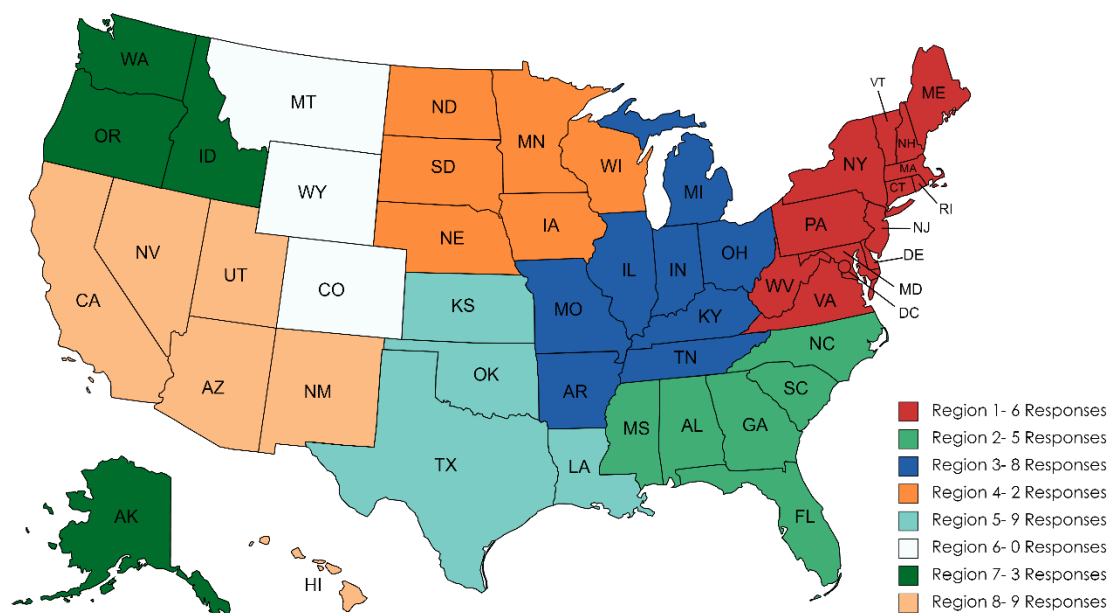 WA
MT
ND
MN
VT
ME
OR
ID
SD
WI
NY
NH
WY
MI
MA
CT
RI
NV
NE
IA
PA
NJ
UT
IL
IN
OH
DE
CA
CO
KS
MO
WV
VA
MD
KY
DC
AZ
NM
OK
AR
TN
NC
SC
MS
AL
GA
TX
LA
FL
AK
HI
Region 1- 6 Responses
Region 2- 5 Responses
Region 3- 8 Responses
Region 4- 2 Responses
Region 5- 9 Responses
Region 6- 0 Responses
Region 7- 3 Responses
Region 8- 9 Responses